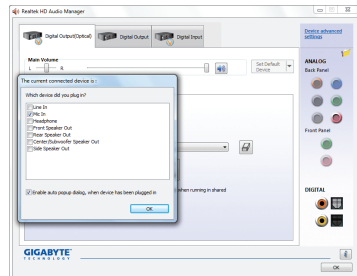 Realtek HD Audio Manager
Digital Output(Optical)
Digital Output
Digital Input
Device advanced settings
Main Volume
L
R
Set Default Device
ANALOG
Back Panel
The current connected device is :
Which device did you plug in?
Line In
Mic In
Headphone
Front Speaker Out
Rear Speaker Out
Center/Subwoofer Speaker Out
Side Speaker Out
Enable auto popup dialog, when device has been plugged in
OK
when running in shared
Front Panel
DIGITAL
GIGABYTE
TECHNOLOGY
OK